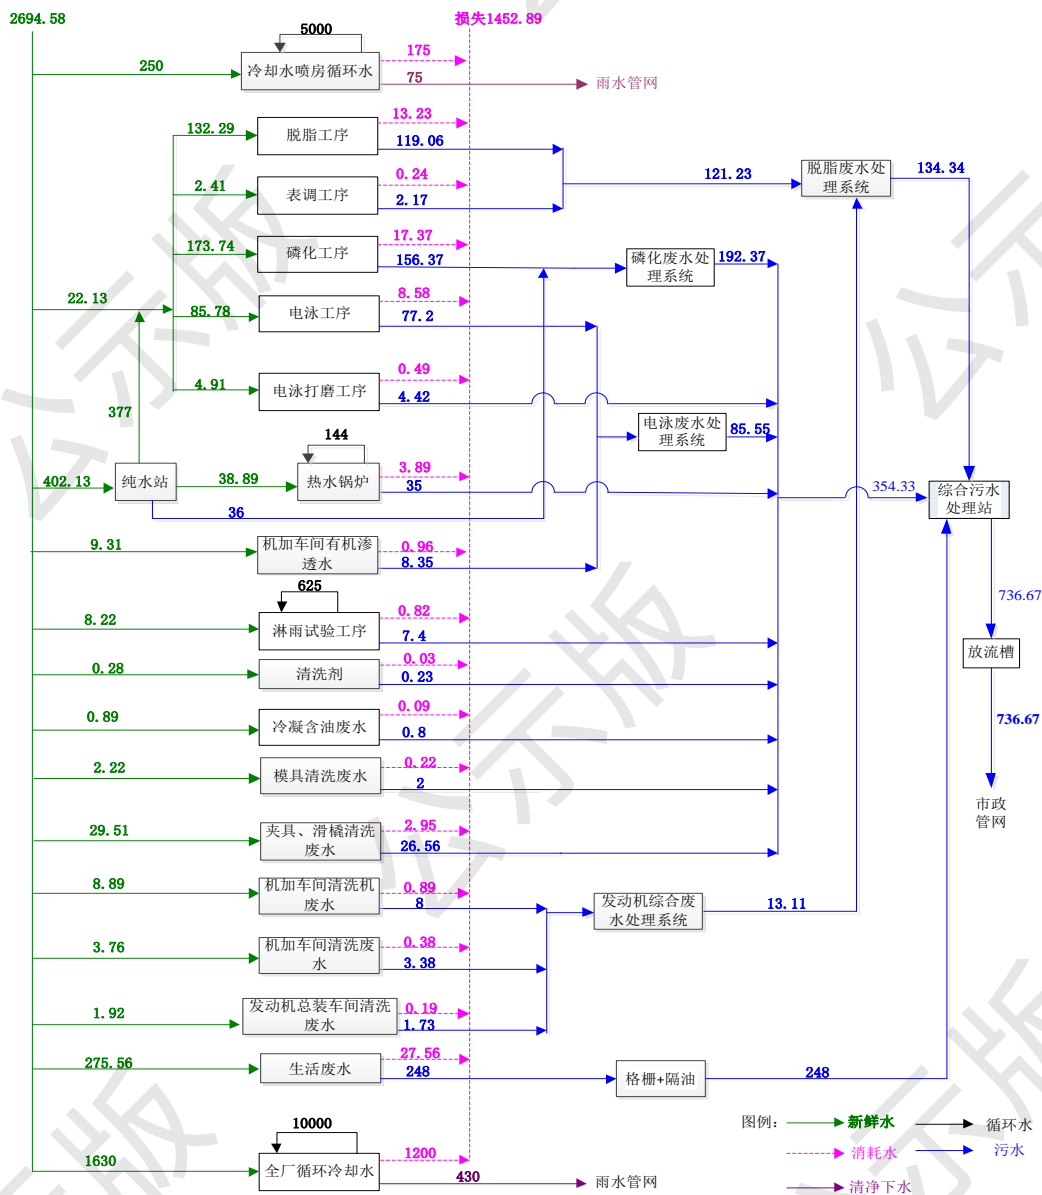 2694.58
损失1452.89
5000
250
冷却水喷房循环水
175
75
雨水管网
132.29
脱脂工序
13.23
119.06
2.41
表调工序
0.24
2.17
121.23
脱脂废水处
理系统
134.34
173.74
磷化工序
17.37
156.37
磷化废水处
理系统
192.37
22.13
85.78
电泳工序
8.58
77.2
4.91
电泳打磨工序
0.49
4.42
377
电泳废水处
理系统
85.55
144
402.13
纯水站
38.89
热水锅炉
3.89
35
36
354.33
综合污水
处理站
9.31
机加车间有机渗
透水
0.96
8.35
625
8.22
淋雨试验工序
0.82
7.4
736.67
放流槽
0.28
清洗剂
0.03
0.23
0.89
冷凝含油废水
0.09
0.8
736.67
2.22
模具清洗废水
0.22
2
市政
管网
29.51
夹具、滑橇清洗
废水
2.95
26.56
8.89
机加车间清洗机
废水
0.89
8
发动机综合废
水处理系统
13.11
3.76
机加车间清洗废
水
0.38
3.38
1.92
发动机总装车间清洗
废水
0.19
1.73
275.56
生活废水
27.56
248
格栅+隔油
248
10000
1630
全厂循环冷却水
1200
430
雨水管网
图例:
新鲜水
循环水
消耗水
污水
清净下水
公示版
公示版
公示版
公示版
公示版